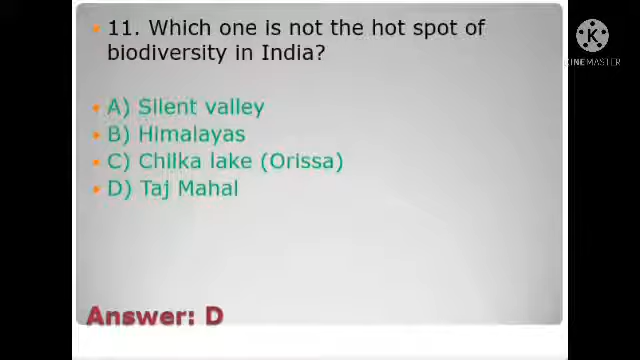 11. Which one is not the hot spot of
biodiversity in India?
A) Silent valley
B) Himalayas
C) Chilka lake (Orissa)
D) Taj Mahal
Answer: D
K
KINEMASTER